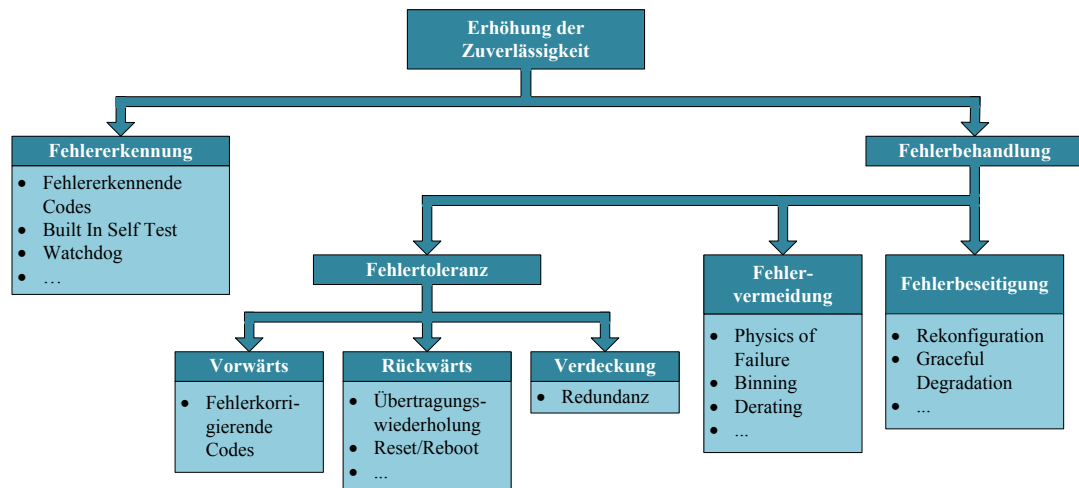 Erhöhung der
Zuverlässigkeit
Fehlererkennung
• Fehlererkennende
Codes
• Built In Self Test
• Watchdog
• …
Fehlerbehandlung
Fehlertoleranz
Vorwärts
• Fehlerkorri-
gierende
Codes
Rückwärts
• Übertragungs-
wiederholung
• Reset/Reboot
• ...
Verdeckung
• Redundanz
Fehler-
vermeidung
• Physics of
Failure
• Binning
• Derating
• ...
Fehlerbeseitigung
• Rekonfiguration
• Graceful
Degradation
• ...